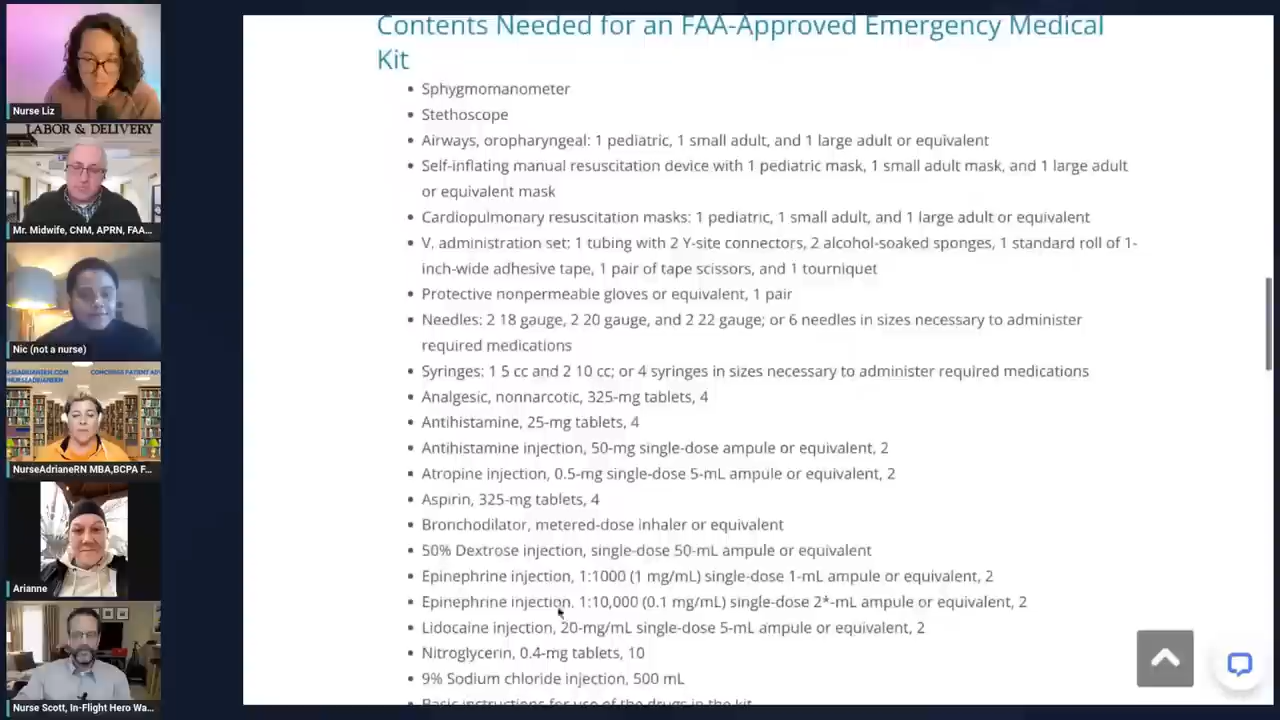 Nurse Liz
LABOR & DELIVERY
Mr. Midwife, CNM, APRN, FAA...
Nic (not a nurse)
NurseAdrianeRN MBA,BCPA F...
Arianne
Nurse Scott, In-Flight Hero Wa...
Contents Needed for an FAA-Approved Emergency Medical
Kit
• Sphygmomanometer
• Stethoscope
• Airways, oropharyngeal: 1 pediatric, 1 small adult, and 1 large adult or equivalent
• Self-inflating manual resuscitation device with 1 pediatric mask, 1 small adult mask, and 1 large adult
or equivalent mask
• Cardiopulmonary resuscitation masks: 1 pediatric, 1 small adult, and 1 large adult or equivalent
• V, administration set: 1 tubing with 2 Y-site connectors, 2 alcohol-soaked sponges, 1 standard roll of 1-
inch-wide adhesive tape, 1 pair of tape scissors, and 1 tourniquet
• Protective nonpermeable gloves or equivalent, 1 pair
• Needles: 2 18 gauge, 2 20 gauge, and 2 22 gauge; or 6 needles in sizes necessary to administer
required medications
• Syringes: 1 5 cc and 2 10 cc; or 4 syringes in sizes necessary to administer required medications
• Analgesic, nonnarcotic, 325-mg tablets, 4
• Antihistamine, 25-mg tablets, 4
• Antihistamine injection, 50-mg single-dose ampule or equivalent, 2
• Atropine injection, 0.5-mg single-dose 5-mL ampule or equivalent, 2
• Aspirin, 325-mg tablets, 4
• Bronchodilator, metered-dose inhaler or equivalent
• 50% Dextrose injection, single-dose 50-mL ampule or equivalent
• Epinephrine injection, 1:1000 (1 mg/mL) single-dose 1-mL ampule or equivalent, 2
• Epinephrine injection, 1:10,000 (0.1 mg/mL) single-dose 2*-mL ampule or equivalent, 2
• Lidocaine injection, 20-mg/mL single-dose 5-mL ampule or equivalent, 2
• Nitroglycerin, 0.4-mg tablets, 10
• 9% Sodium chloride injection, 500 mL
• Basic instructions for use of the drugs in the kit